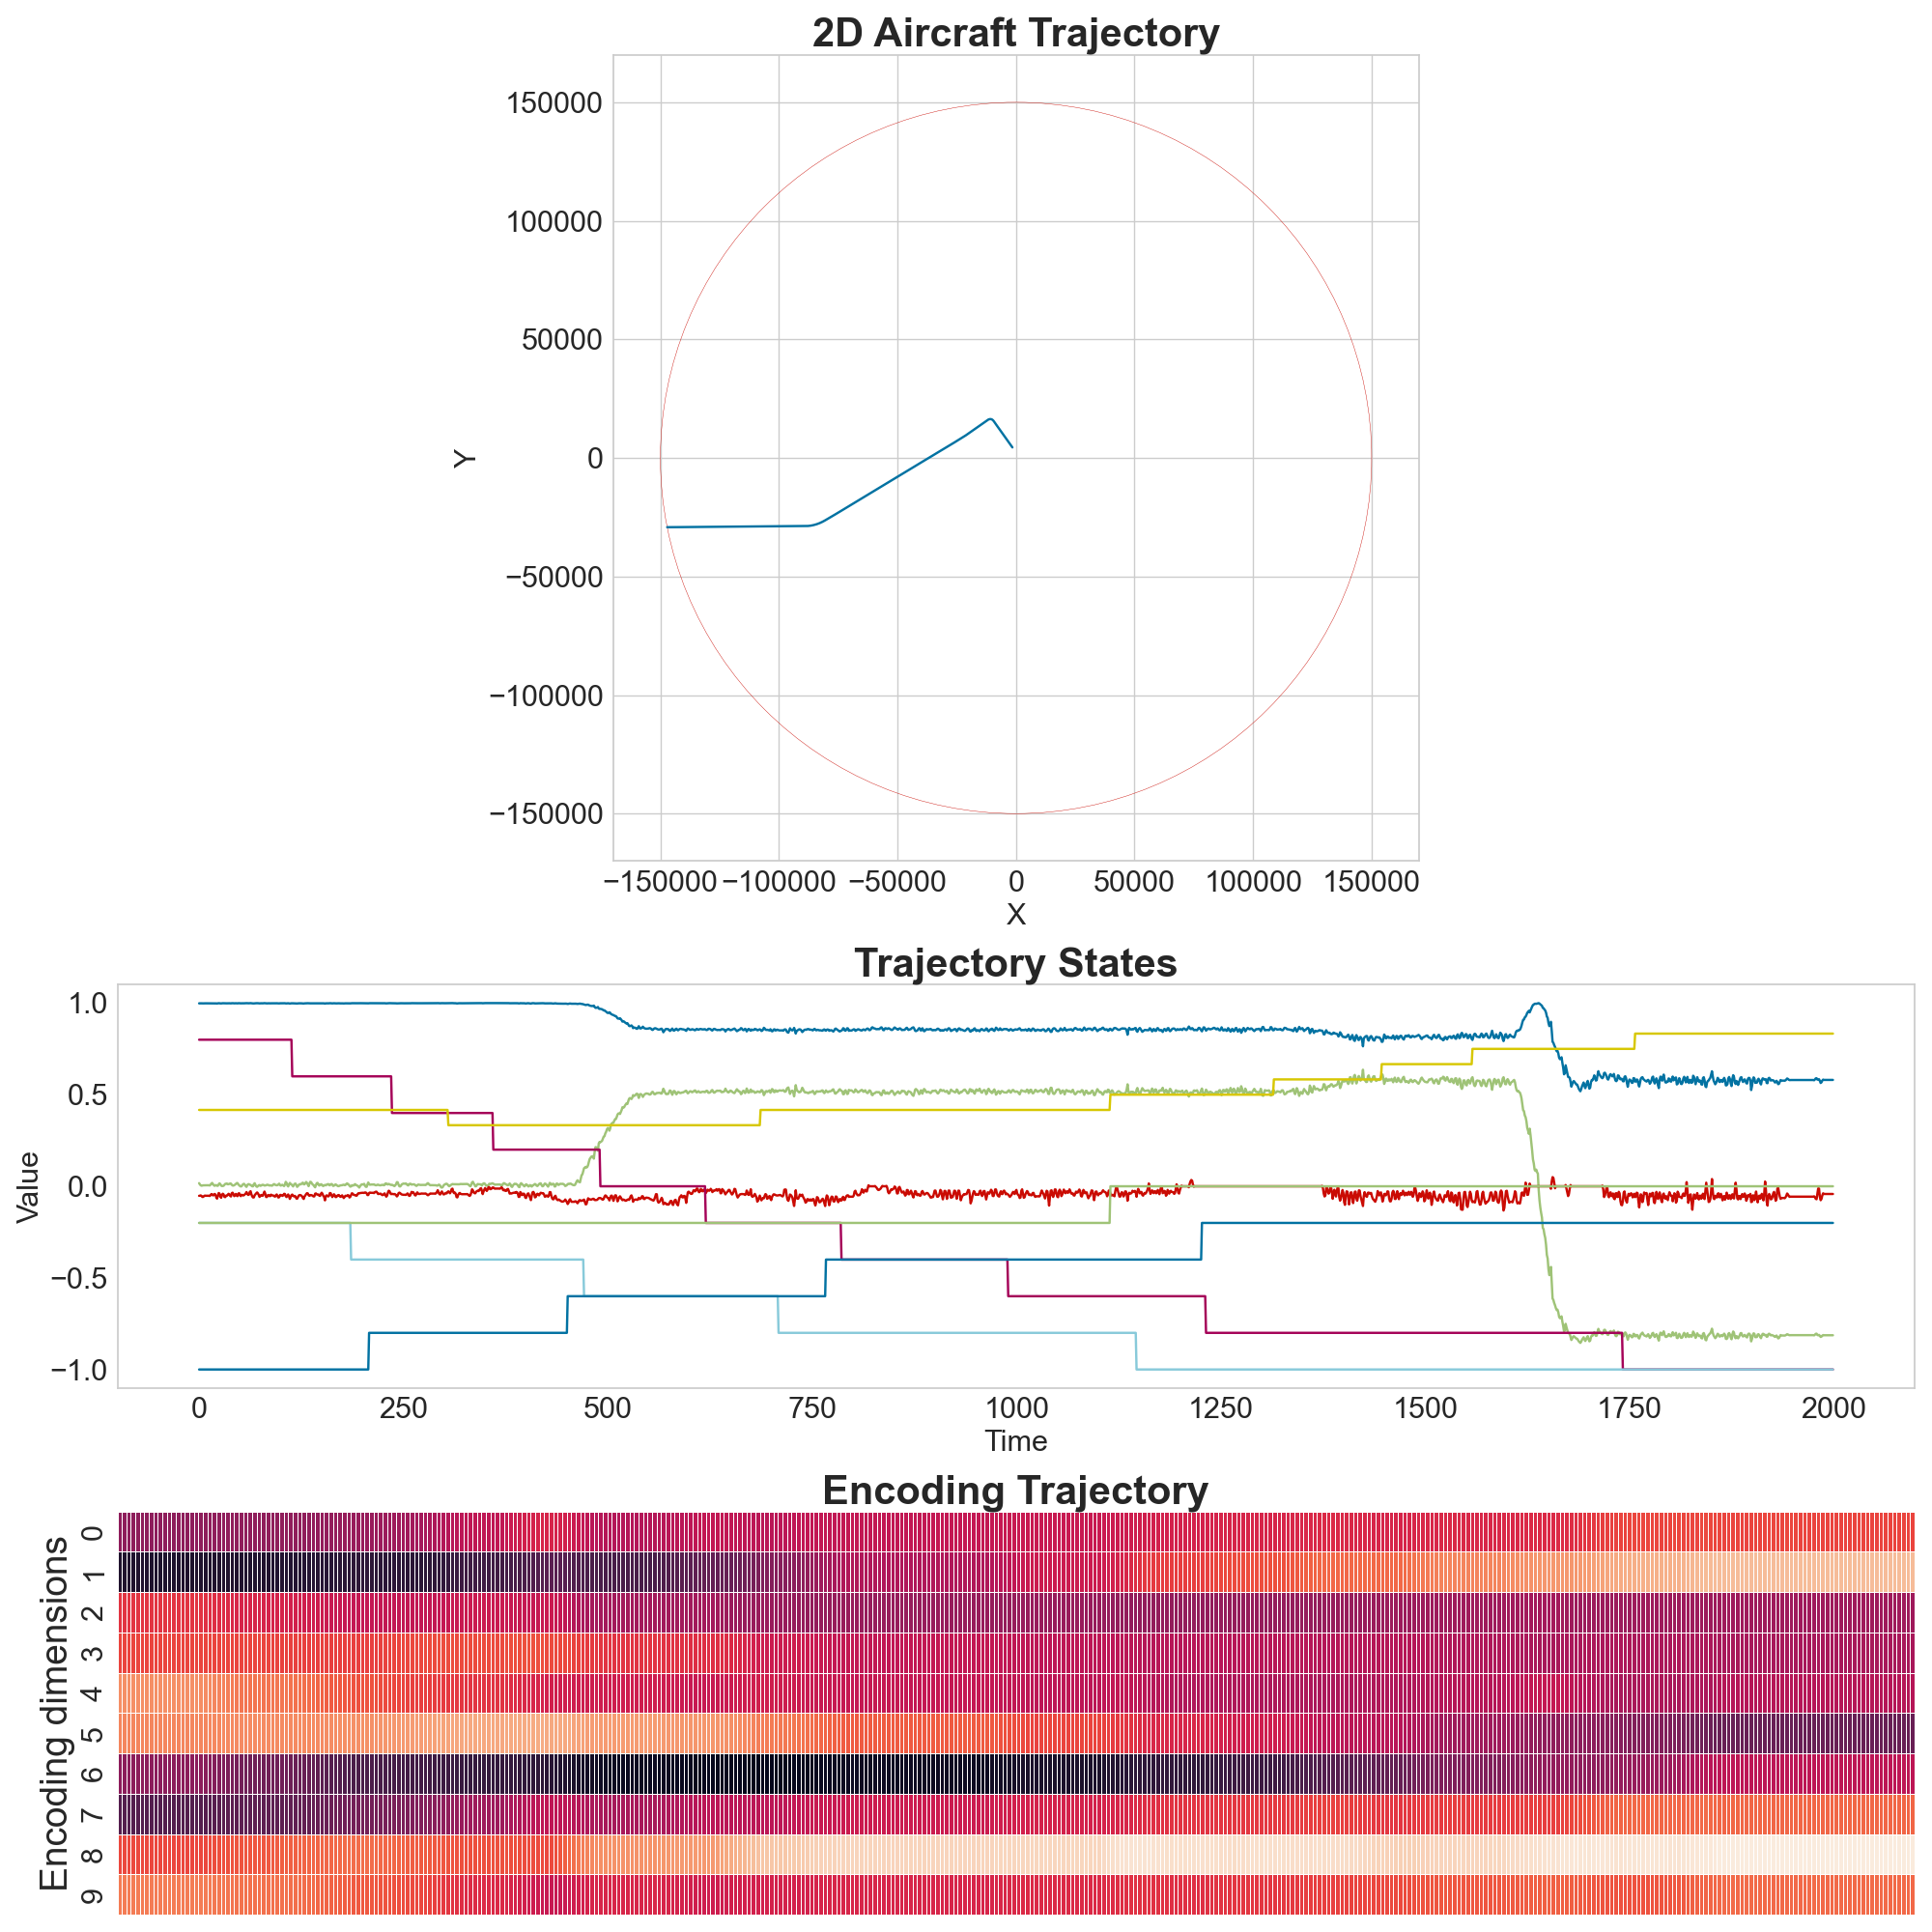 2D Aircraft Trajectory
150000
100000
50000
0
−50000
−100000
−150000
Y
−150000 −100000 −50000 0 50000 100000 150000
X
Trajectory States
1.0
0.5
0.0
−0.5
−1.0
Value
0 250 500 750 1000 1250 1500 1750 2000
Time
Encoding Trajectory
Encoding dimensions
0
1
2
3
4
5
6
7
8
9